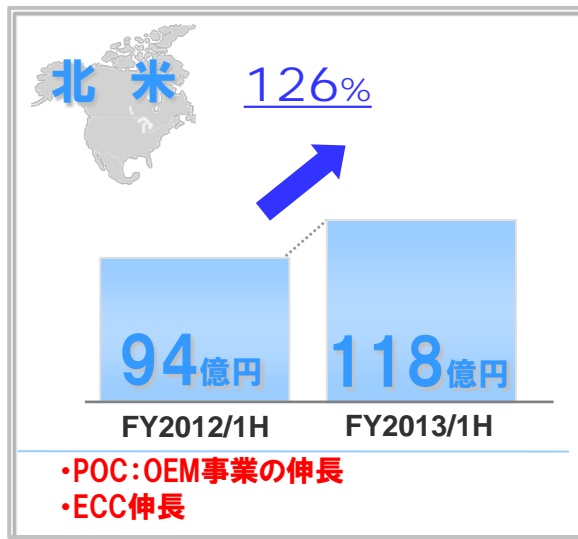 北 米
126%
94億円
118億円
FY2012/1H
FY2013/1H
・POC:OEM事業の伸長
・ECC伸長